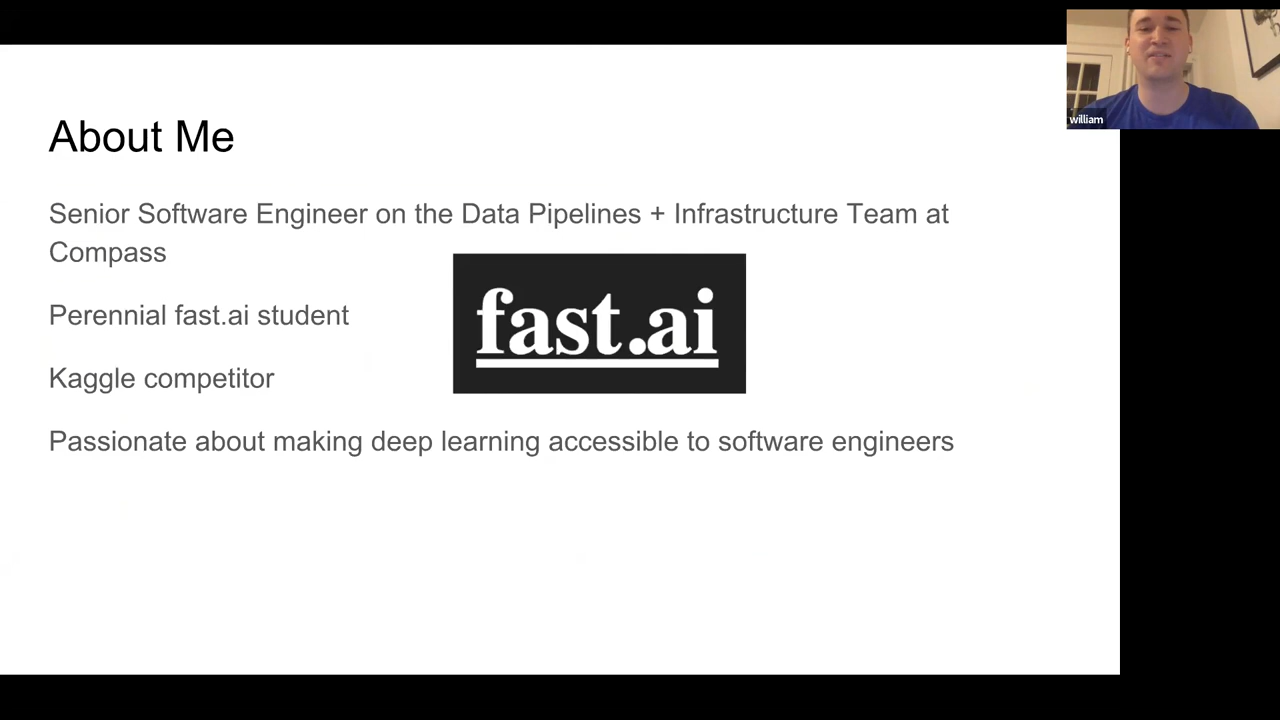 william
About Me
Senior Software Engineer on the Data Pipelines + Infrastructure Team at
Compass
Perennial fast.ai student
fast.ai
Kaggle competitor
Passionate about making deep learning accessible to software engineers